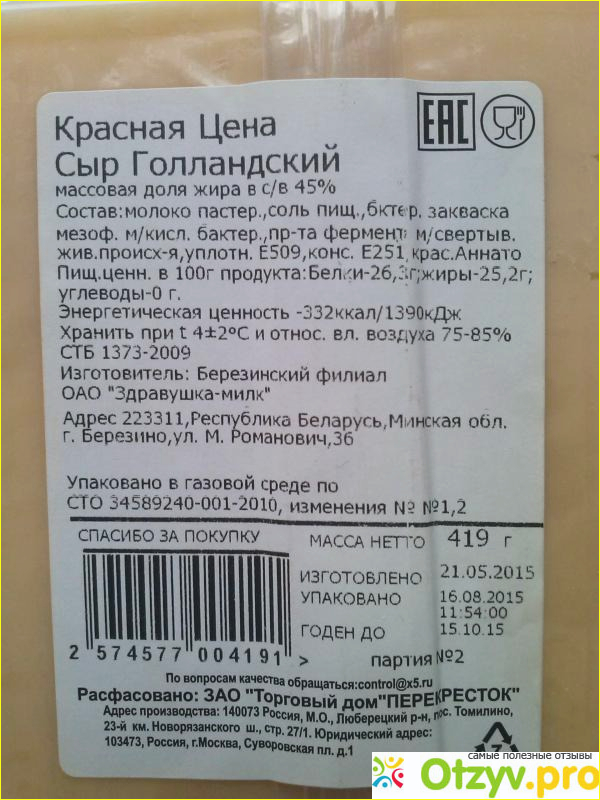 Красная Цена
Сыр Голландский
массовая доля жира в с/в 45%
Состав:молоко пастер.,соль пищ.,бктер. закваска
мезоф. м/кисл. бактер.,пр-та фермент м/свертыв.
жив.происх-я,уплотн. Е509,конс. Е251,крас.Аннато
Пищ.ценн. в 100г продукта:Белки-26,3г;жиры-25,2г;
углеводы-0 г.
Энергетическая ценность -332ккал/1390кДж
Хранить при t 4±2ºС и относ. вл. воздуха 75-85%
СТБ 1373-2009
Изготовитель: Березинский филиал
ОАО "Здравушка-милк"
Адрес 223311,Республика Беларусь,Минская обл.
г. Березино,ул. М. Романович,36
Упаковано в газовой среде по
СТО 34589240-001-2010, изменения № №1,2
СПАСИБО ЗА ПОКУПКУ
МАССА НЕТТО 419 г
ИЗГОТОВЛЕНО 21.05.2015
УПАКОВАНО 16.08.2015
11:54:00
ГОДЕН ДО 15.10.15
2 574577 004191 >
партия №2
По вопросам качества обращаться:control@x5.ru
Расфасовано: ЗАО "Торговый дом"ПЕРЕКРЕСТОК"
Адрес производства: 140073 Россия, М.О., Люберецкий р-н, пос. Томилино,
23-й км. Новорязанского ш., стр. 27/1. Юридический адрес:
103473, Россия, г.Москва, Суворовская пл. д.1
EAC
самые полезные отзывы
Otzyv.pro